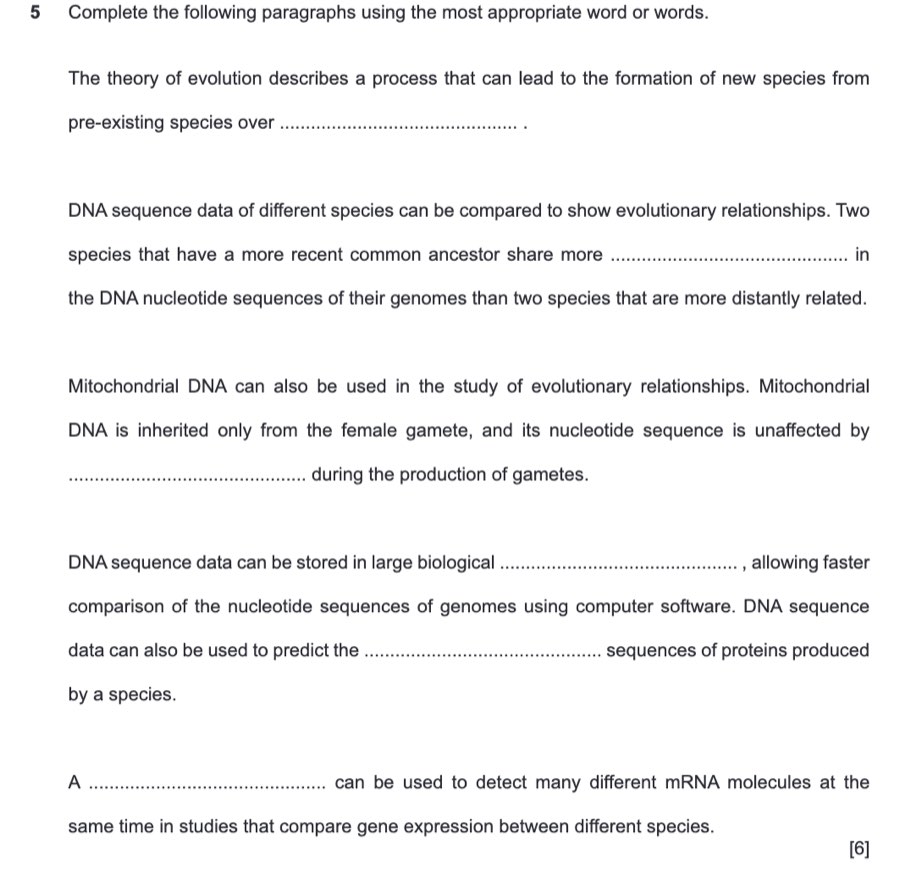 5 Complete the following paragraphs using the most appropriate word or words.
The theory of evolution describes a process that can lead to the formation of new species from
pre-existing species over .............................................. .
DNA sequence data of different species can be compared to show evolutionary relationships. Two
species that have a more recent common ancestor share more .............................................. in
the DNA nucleotide sequences of their genomes than two species that are more distantly related.
Mitochondrial DNA can also be used in the study of evolutionary relationships. Mitochondrial
DNA is inherited only from the female gamete, and its nucleotide sequence is unaffected by
.............................................. during the production of gametes.
DNA sequence data can be stored in large biological .............................................. , allowing faster
comparison of the nucleotide sequences of genomes using computer software. DNA sequence
data can also be used to predict the .............................................. sequences of proteins produced
by a species.
A .............................................. can be used to detect many different mRNA molecules at the
same time in studies that compare gene expression between different species.
[6]